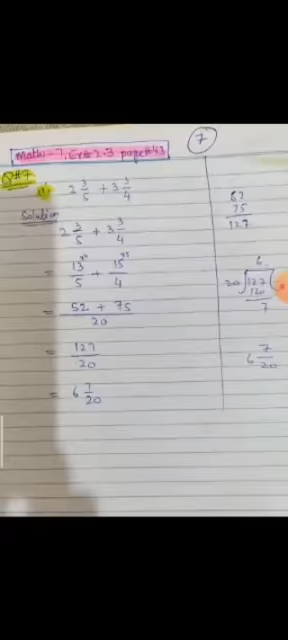 7
Math-7, Ex# 2.3 page#43
Q#7
(i) 2 3/5 + 3 3/4
Solution
2 3/5 + 3 3/4
= 13/5 + 15/4
= 52 + 75 / 20
= 127/20
= 6 7/20
52
75
127
6
20 127
120
7
6 7/20